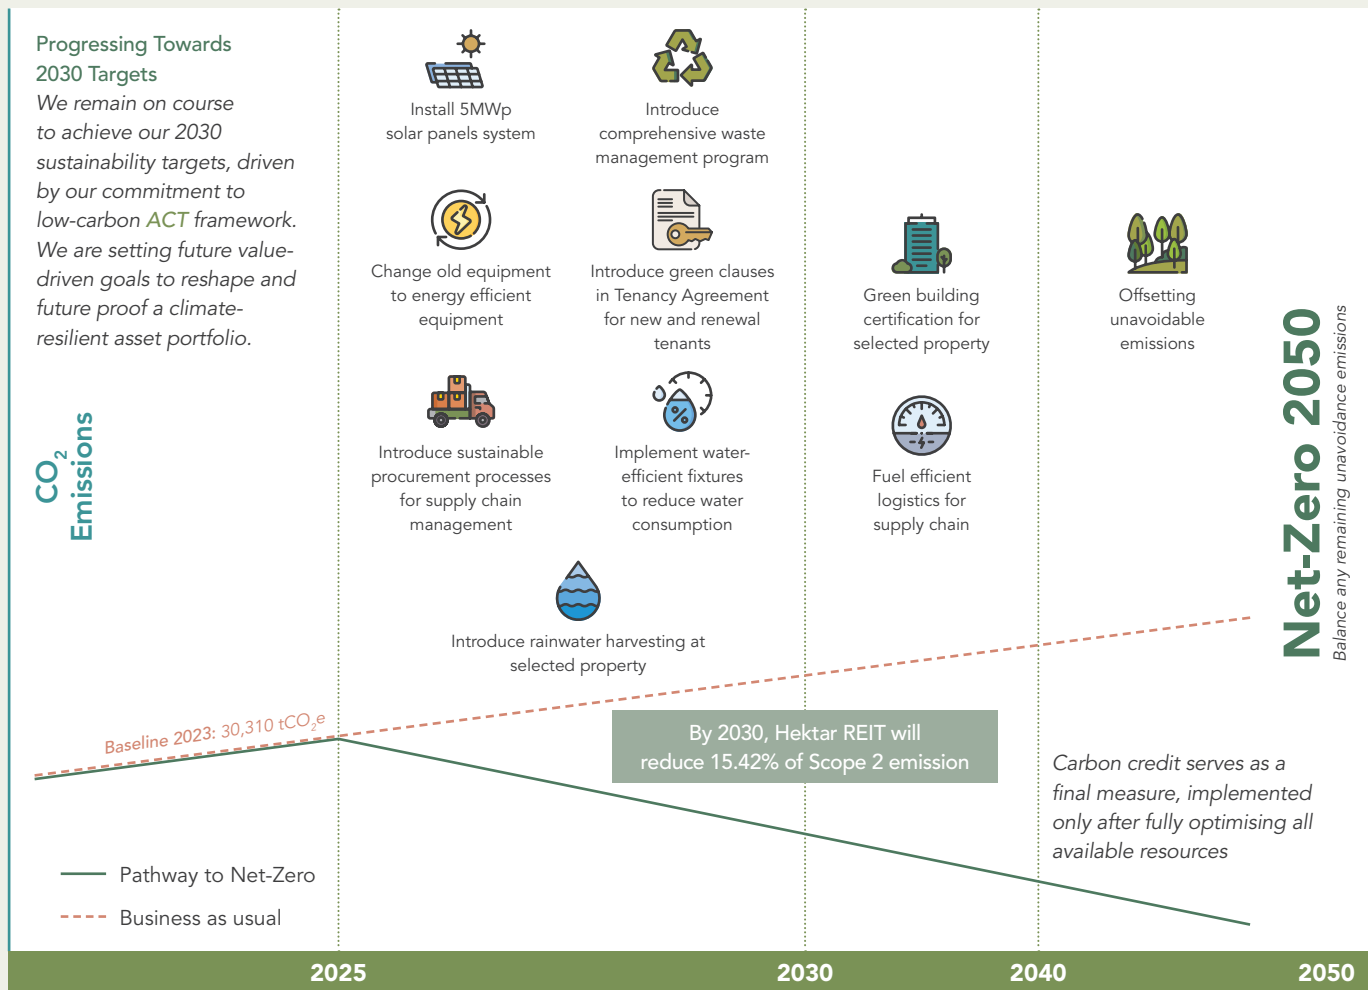 Progressing Towards
2030 Targets
We remain on course
to achieve our 2030
sustainability targets, driven
by our commitment to
low-carbon ACT framework.
We are setting future value-
driven goals to reshape and
future proof a climate-
resilient asset portfolio.
CO₂
Emissions
Install 5MWp
solar panels system
Introduce
comprehensive waste
management program
Change old equipment
to energy efficient
equipment
Introduce green clauses
in Tenancy Agreement
for new and renewal
tenants
Introduce sustainable
procurement processes
for supply chain
management
Implement water-
efficient fixtures
to reduce water
consumption
Introduce rainwater harvesting at
selected property
Green building
certification for
selected property
Fuel efficient
logistics for
supply chain
Offsetting
unavoidable
emissions
Net-Zero 2050
Balance any remaining unavoidance emissions
Baseline 2023: 30,310 tCO₂e
By 2030, Hektar REIT will
reduce 15.42% of Scope 2 emission
Carbon credit serves as a
final measure, implemented
only after fully optimising all
available resources
Pathway to Net-Zero
Business as usual
2025
2030
2040
2050